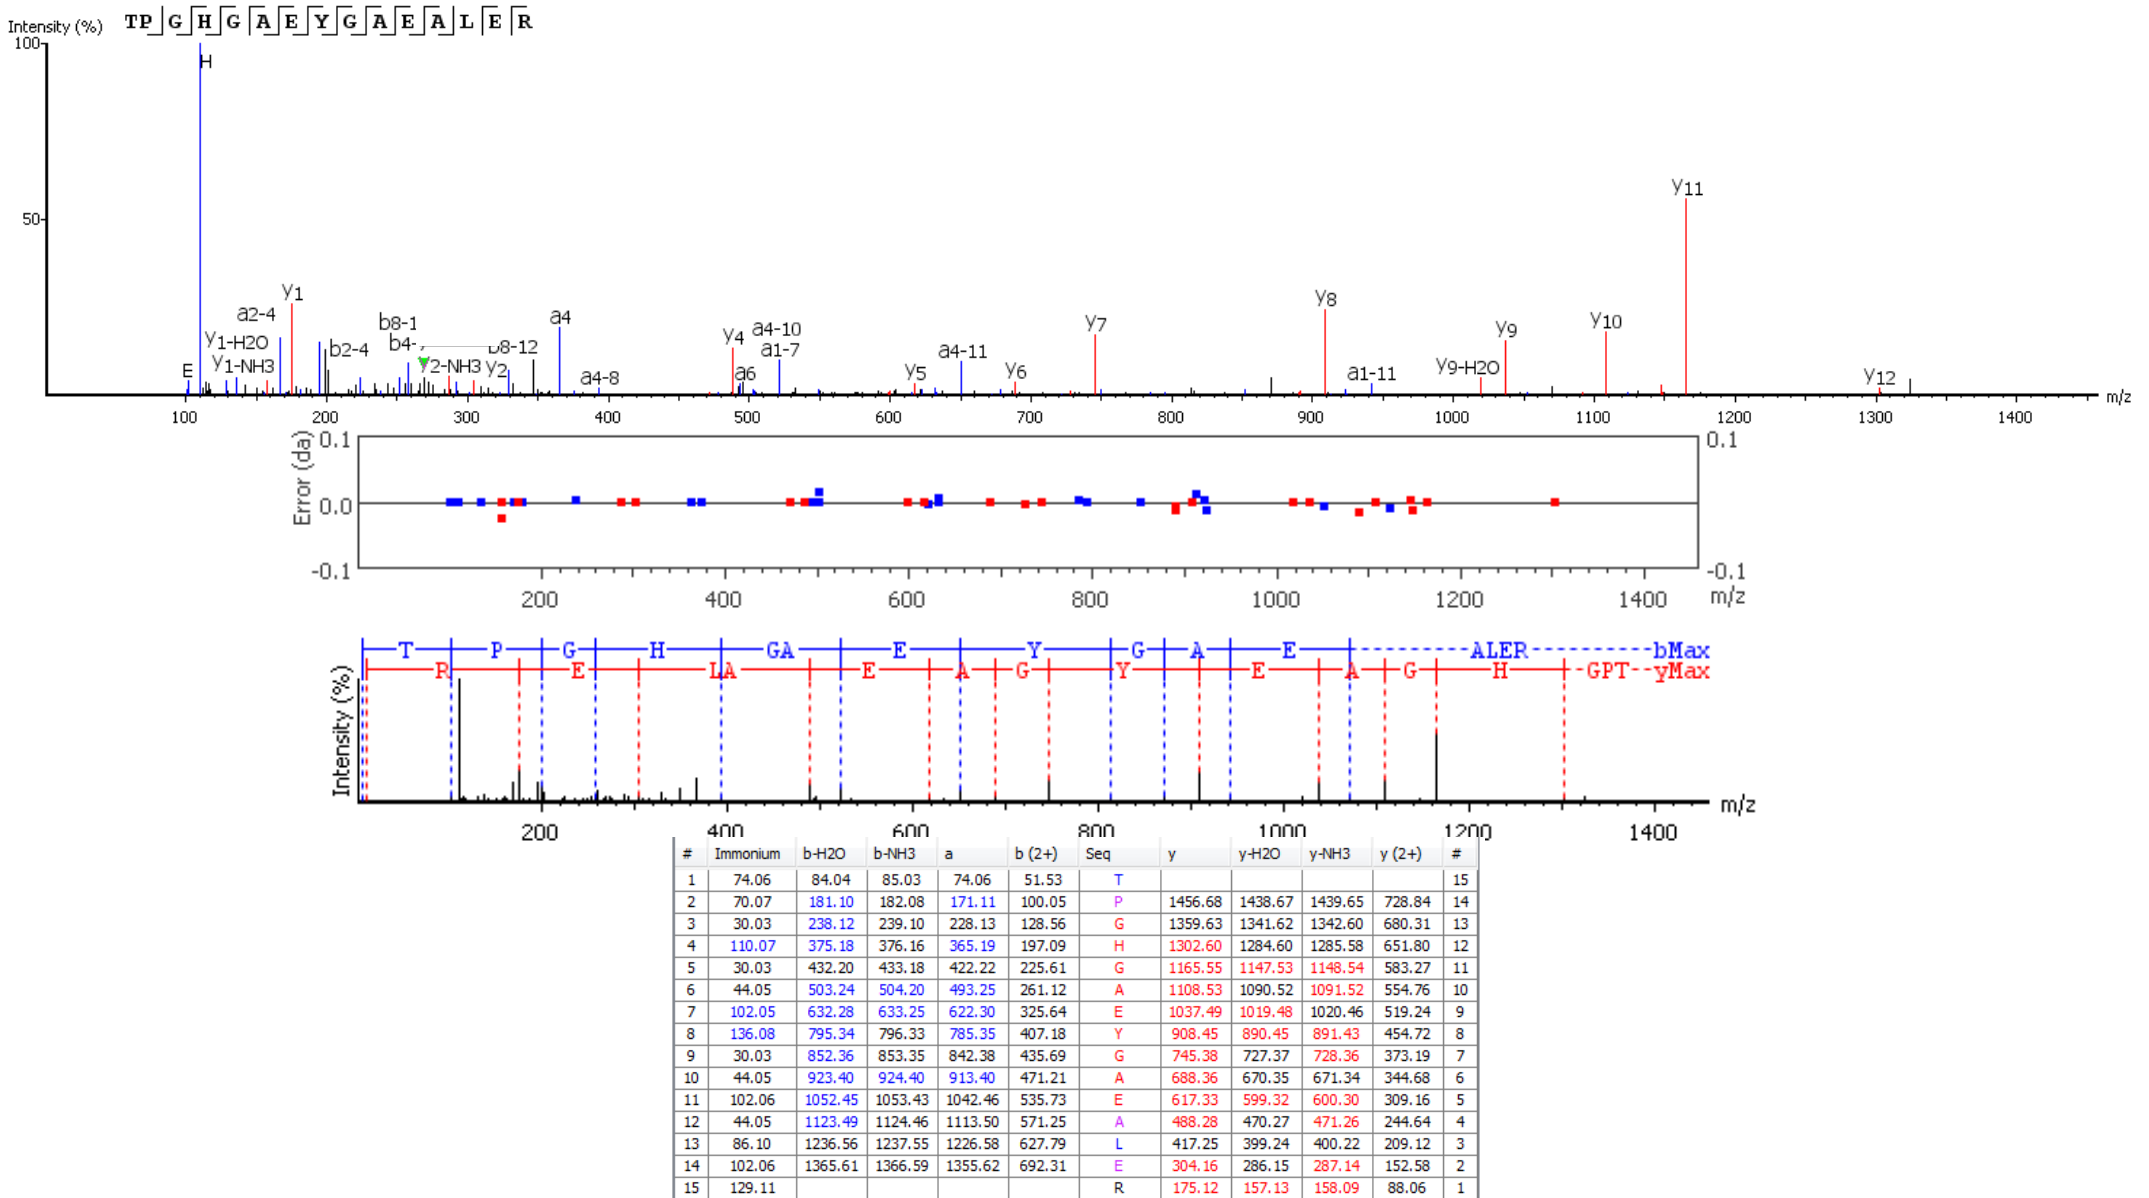 TP G H G A E Y G A E A L E R
Intensity (%)
100
50
H
E
y1-H2O
y1-NH3
a2-4
y1
b2-4
b8-1
b4-
y2-NH3
y2
b8-12
a4
a4-8
y4
a6
a4-10
a1-7
y5
a4-11
y6
y7
y8
a1-11
y9-H2O
y9
y10
y11
y12
100 200 300 400 500 600 700 800 900 1000 1100 1200 1300 1400 m/z
Error (da)
0.1 0.1
0.0
-0.1 -0.1
200 400 600 800 1000 1200 1400 m/z
T P G H GA E Y G A E ALER bMax
R E LA E A G Y E A G H GPT yMax
Intensity (%)
200 400 600 800 1000 1200 1400 m/z
# Immonium b-H2O b-NH3 a b (2+) Seq y y-H2O y-NH3 y (2+) #
1 74.06 84.04 85.03 74.06 51.53 T 15
2 70.07 181.10 182.08 171.11 100.05 P 1456.68 1438.67 1439.65 728.84 14
3 30.03 238.12 239.10 228.13 128.56 G 1359.63 1341.62 1342.60 680.31 13
4 110.07 375.18 376.16 365.19 197.09 H 1302.60 1284.60 1285.58 651.80 12
5 30.03 432.20 433.18 422.22 225.61 G 1165.55 1147.53 1148.54 583.27 11
6 44.05 503.24 504.20 493.25 261.12 A 1108.53 1090.52 1091.52 554.76 10
7 102.05 632.28 633.25 622.30 325.64 E 1037.49 1019.48 1020.46 519.24 9
8 136.08 795.34 796.33 785.35 407.18 Y 908.45 890.45 891.43 454.72 8
9 30.03 852.36 853.35 842.38 435.69 G 745.38 727.37 728.36 373.19 7
10 44.05 923.40 924.40 913.40 471.21 A 688.36 670.35 671.34 344.68 6
11 102.06 1052.45 1053.43 1042.46 535.73 E 617.33 599.32 600.30 309.16 5
12 44.05 1123.49 1124.46 1113.50 571.25 A 488.28 470.27 471.26 244.64 4
13 86.10 1236.56 1237.55 1226.58 627.79 L 417.25 399.24 400.22 209.12 3
14 102.06 1365.61 1366.59 1355.62 692.31 E 304.16 286.15 287.14 152.58 2
15 129.11 R 175.12 157.13 158.09 88.06 1